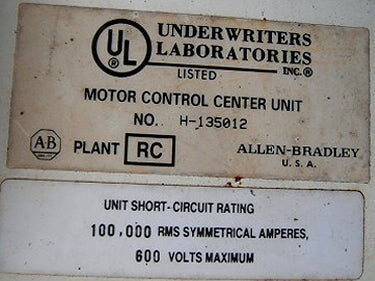 UL
®
UNDERWRITERS
LABORATORIES
INC.®
LISTED
MOTOR CONTROL CENTER UNIT
NO. H-135012
A-B
PLANT RC
ALLEN-BRADLEY
U.S.A.
UNIT SHORT-CIRCUIT RATING
100,000 RMS SYMMETRICAL AMPERES,
600 VOLTS MAXIMUM